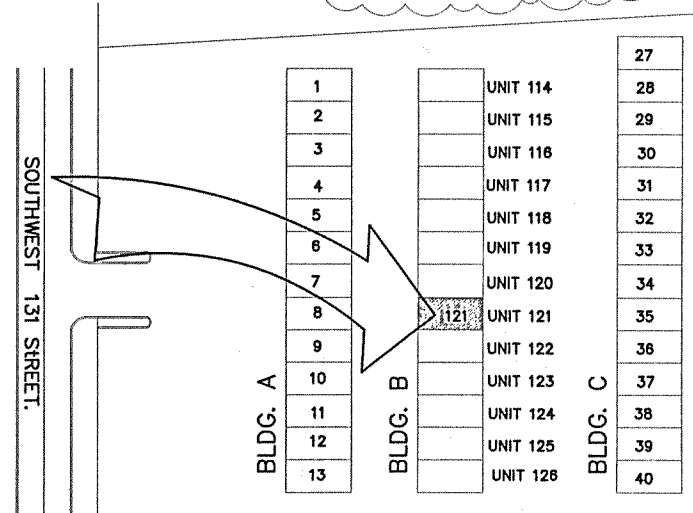 SOUTHWEST 131 STREET.
1
2
3
4
5
6
7
8
9
10
11
12
13
BLDG. A
121
UNIT 114
UNIT 115
UNIT 116
UNIT 117
UNIT 118
UNIT 119
UNIT 120
UNIT 121
UNIT 122
UNIT 123
UNIT 124
UNIT 125
UNIT 126
BLDG. B
27
28
29
30
31
32
33
34
35
36
37
38
39
40
BLDG. C